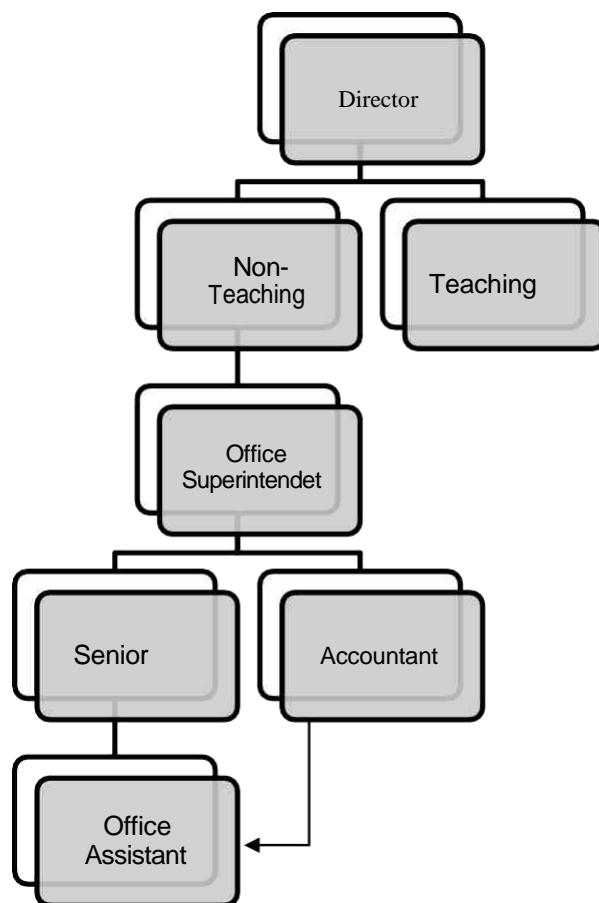 Director
Non-
Teaching
Teaching
Office
Superintendet
Senior
Accountant
Office
Assistant